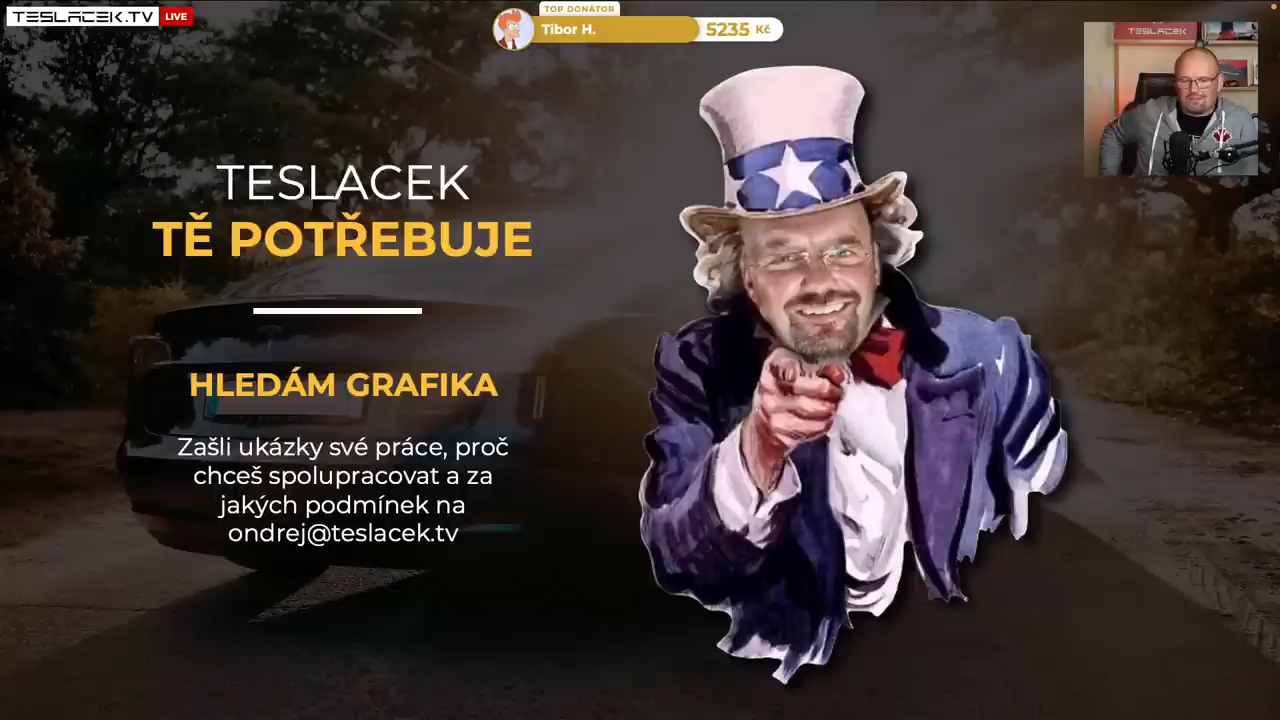 TESLACEK.TV LIVE
TOP DONÁTOR
Tibor H. 5235 Kč
TESLACEK
TESLACEK
TĚ POTŘEBUJE
HLEDÁM GRAFIKA
Zašli ukázky své práce, proč
chceš spolupracovat a za
jakých podmínek na
ondrej@teslacek.tv